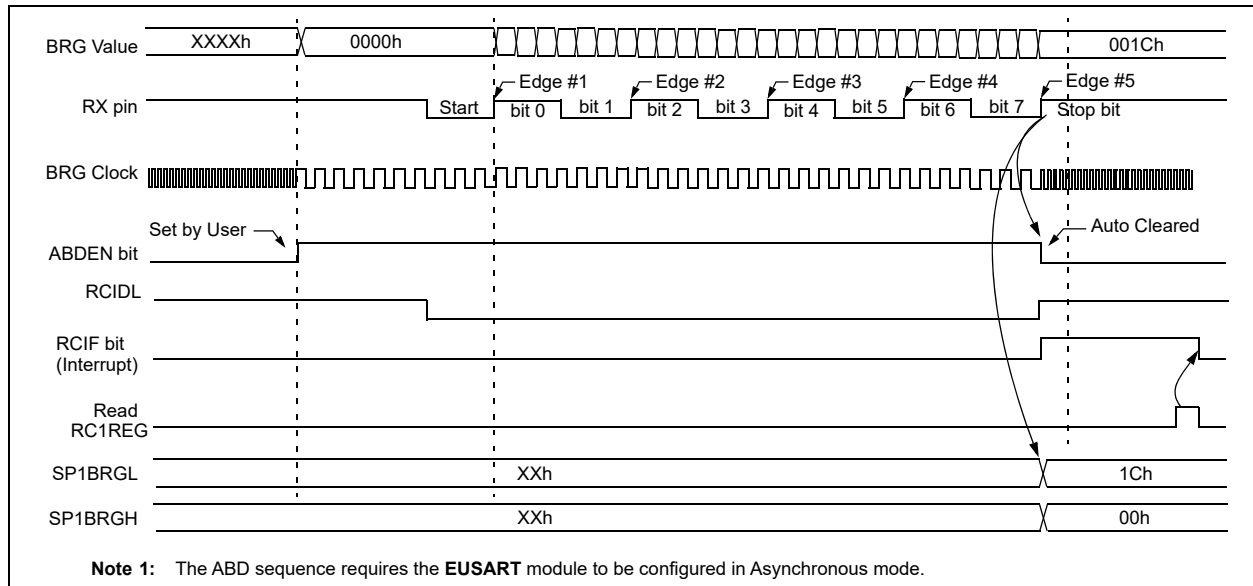 BRG Value XXXXh 0000h 001Ch
Edge #1 Edge #2 Edge #3 Edge #4 Edge #5
RX pin Start bit 0 bit 1 bit 2 bit 3 bit 4 bit 5 bit 6 bit 7 Stop bit
BRG Clock
Set by User Auto Cleared
ABDEN bit
RCIDL
RCIF bit
(Interrupt)
Read
RC1REG
SP1BRGL XXh 1Ch
SP1BRGH XXh 00h
Note 1: The ABD sequence requires the EUSART module to be configured in Asynchronous mode.